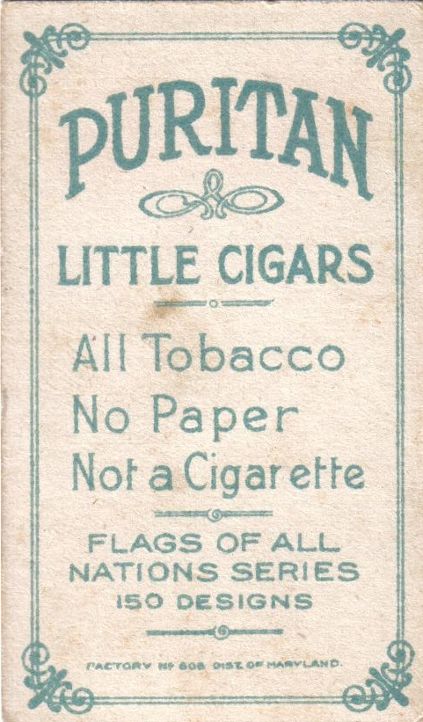 PURITAN
LITTLE CIGARS
All Tobacco
No Paper
Not a Cigarette
FLAGS OF ALL
NATIONS SERIES
150 DESIGNS
FACTORY Nº 608 DIST. OF MARYLAND.